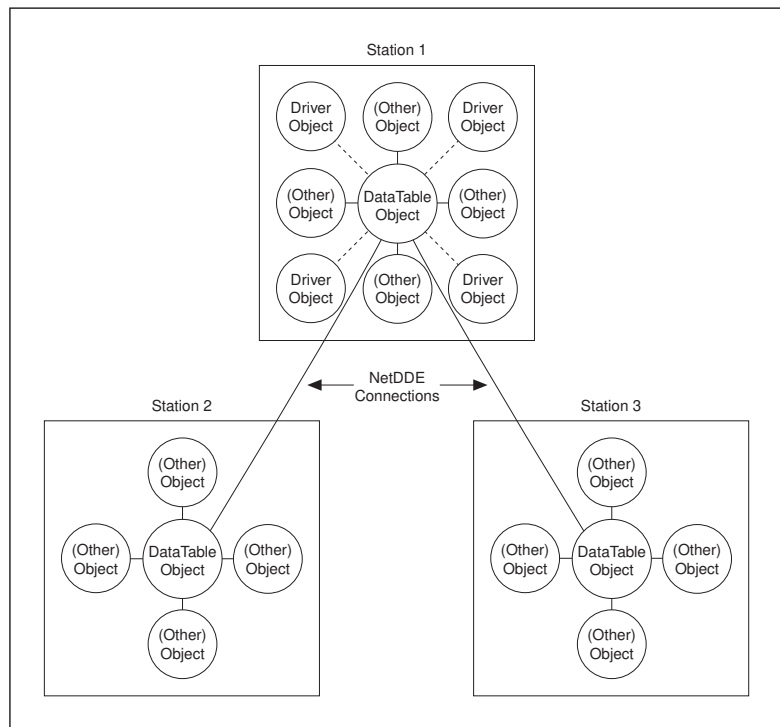 Station 1
Driver
Object
(Other)
Object
Driver
Object
(Other)
Object
DataTable
Object
(Other)
Object
Driver
Object
(Other)
Object
Driver
Object
NetDDE
Connections
Station 2
(Other)
Object
(Other)
Object
DataTable
Object
(Other)
Object
(Other)
Object
Station 3
(Other)
Object
(Other)
Object
DataTable
Object
(Other)
Object
(Other)
Object